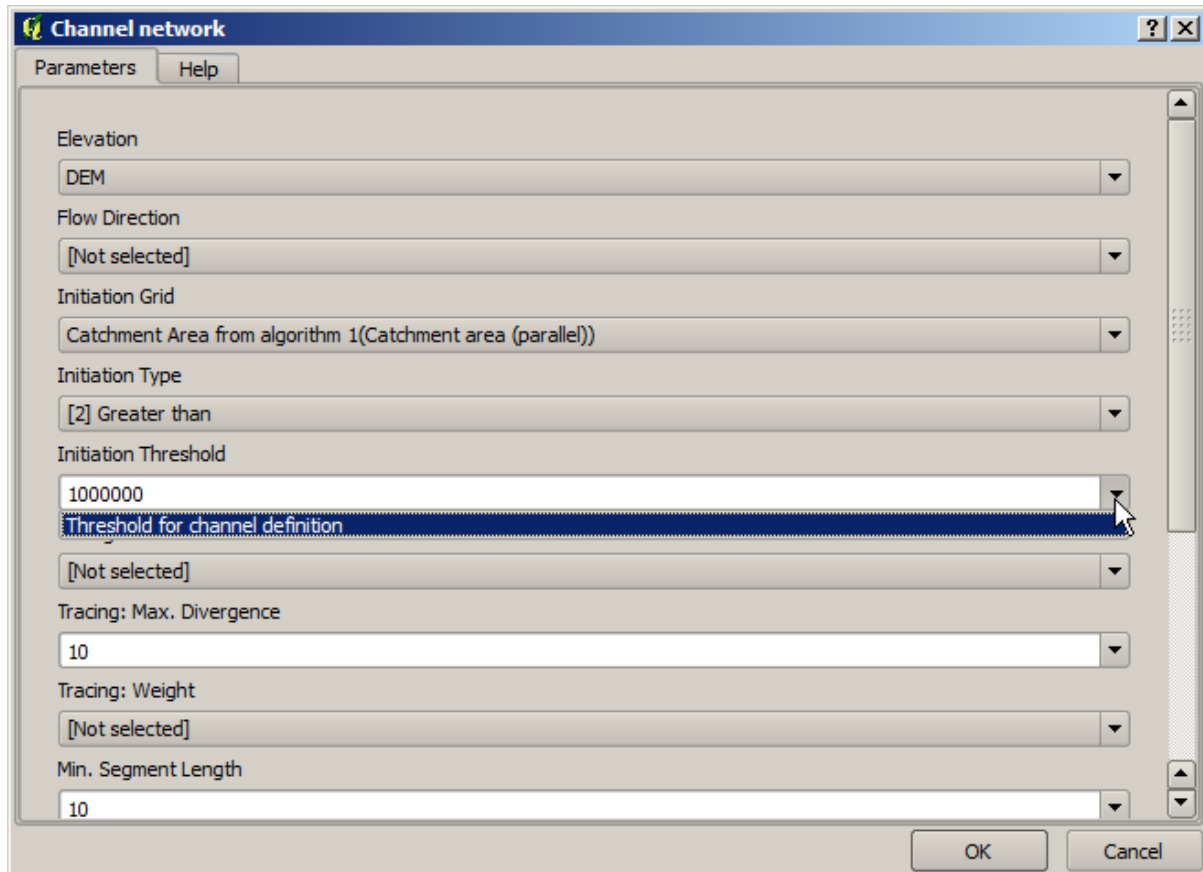 Channel network
Parameters
Help
Elevation
DEM
Flow Direction
[Not selected]
Initiation Grid
Catchment Area from algorithm 1(Catchment area (parallel))
Initiation Type
[2] Greater than
Initiation Threshold
1000000
Threshold for channel definition
[Not selected]
Tracing: Max. Divergence
10
Tracing: Weight
[Not selected]
Min. Segment Length
10
OK
Cancel